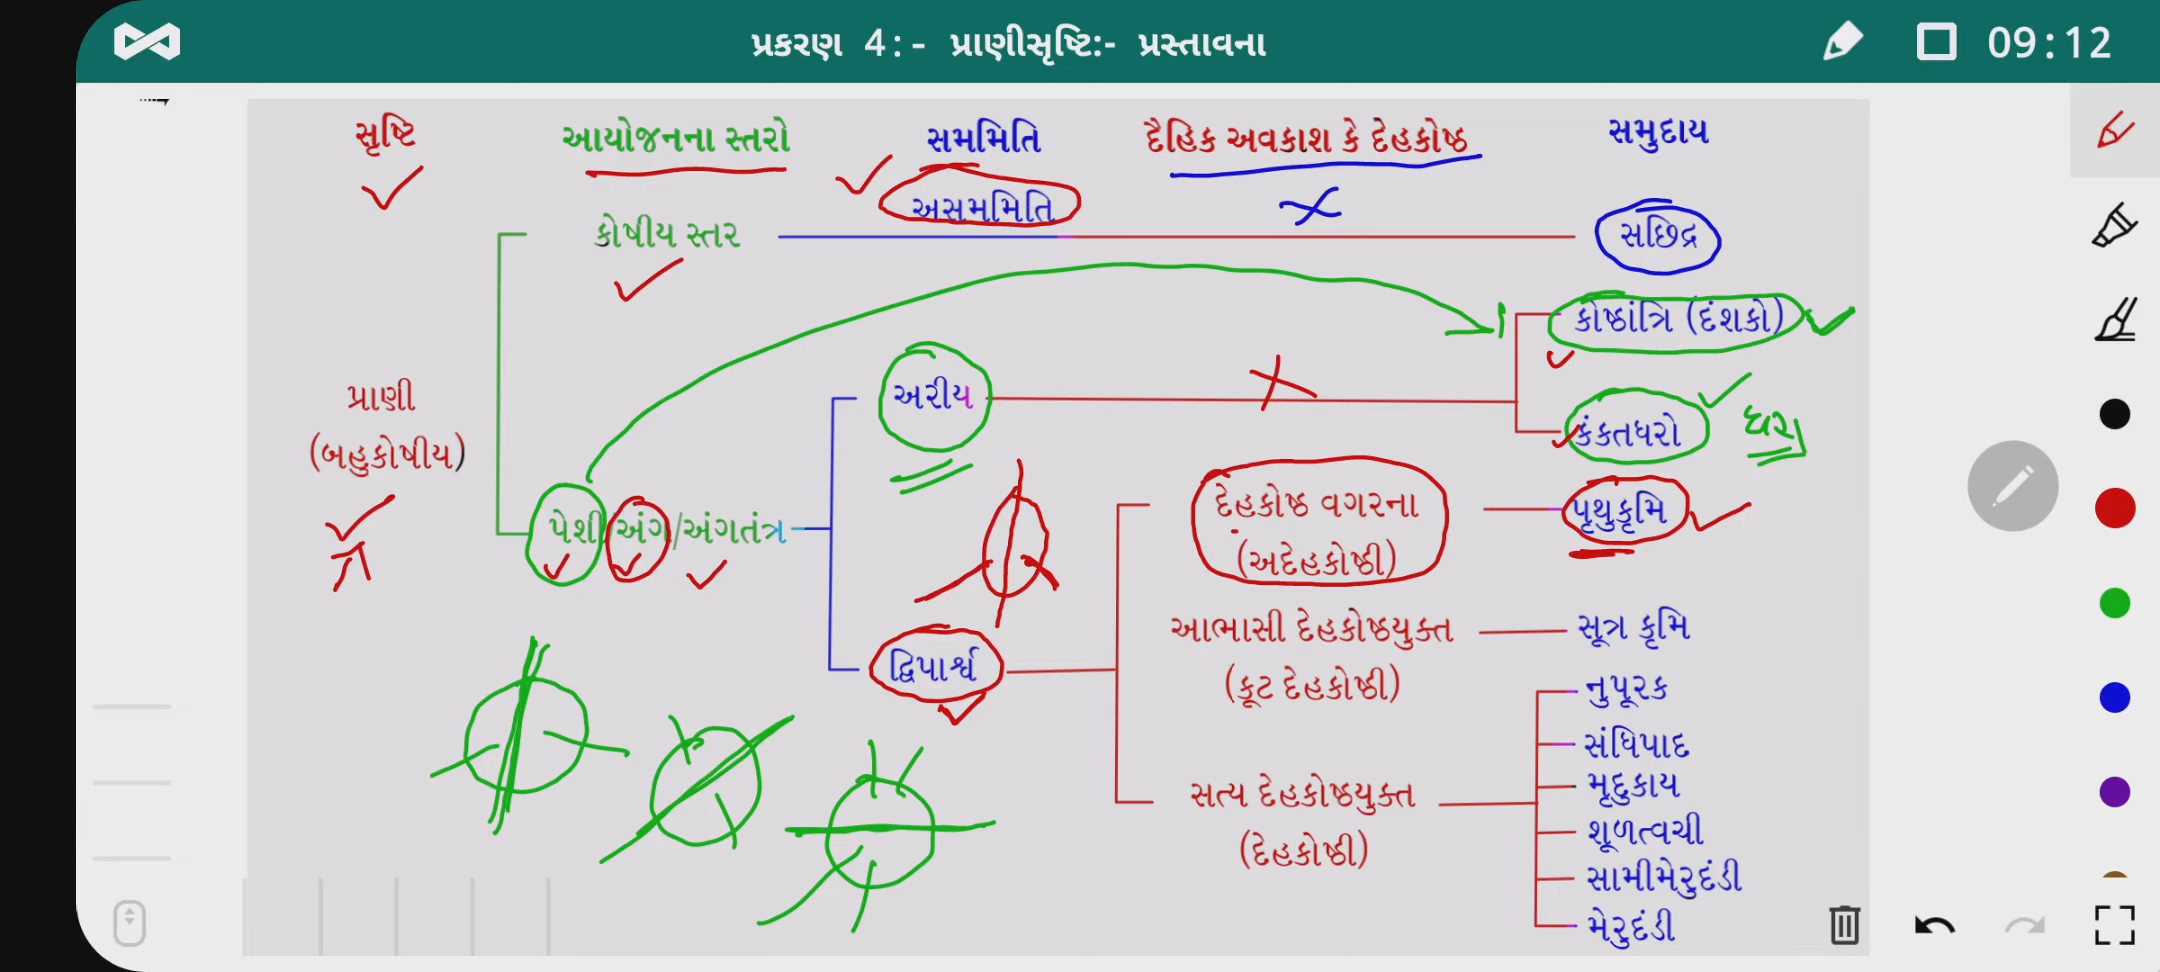 પ્રકરણ 4:- પ્રાણીસૃષ્ટિ:- પ્રસ્તાવના
09:12
સૃષ્ટિ
આયોજનના સ્તરો
સમમિતિ
દૈહિક અવકાશ કે દેહકોષ્ઠ
સમુદાય
અસમમિતિ
કોષીય સ્તર
સછિદ્ર
કોષ્ઠાંત્રિ (દંશકો)
અરીય
કંકતધરો
ધરા
પ્રાણી
(બહુકોષીય)
પેશી/અંગ/અંગતંત્ર
દેહકોષ્ઠ વગરના
(અદેહકોષ્ઠી)
પૃથુકૃમિ
દ્વિપાર્શ્વ
આભાસી દેહકોષ્ઠયુક્ત
(કૂટ દેહકોષ્ઠી)
સૂત્ર કૃમિ
નુપૂરક
સંધિપાદ
સત્ય દેહકોષ્ઠયુક્ત
(દેહકોષ્ઠી)
મૃદુકાય
શૂળત્વચી
સામીમેરુદંડી
મેરુદંડી